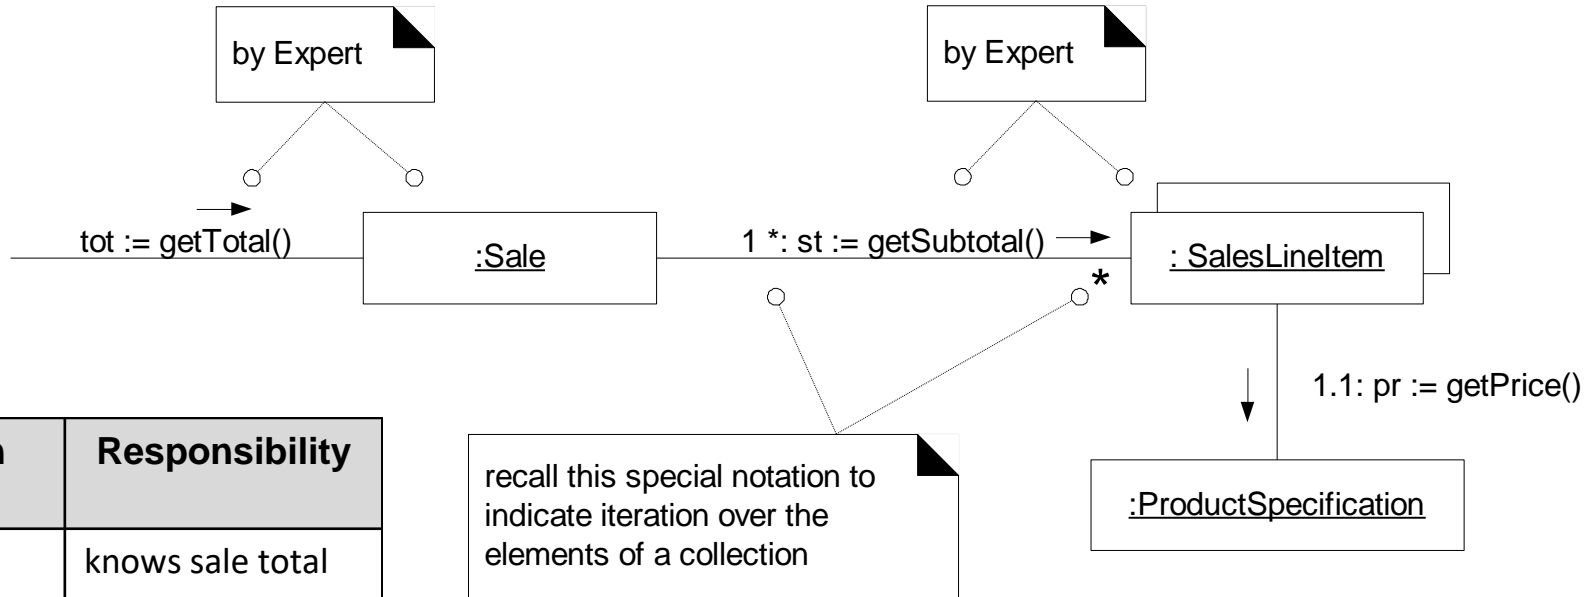 by Expert
by Expert
tot := getTotal()
:Sale
1 *: st := getSubtotal()
*
: SalesLineItem
1.1: pr := getPrice()
:ProductSpecification
Responsibility
knows sale total
recall this special notation to
indicate iteration over the
elements of a collection